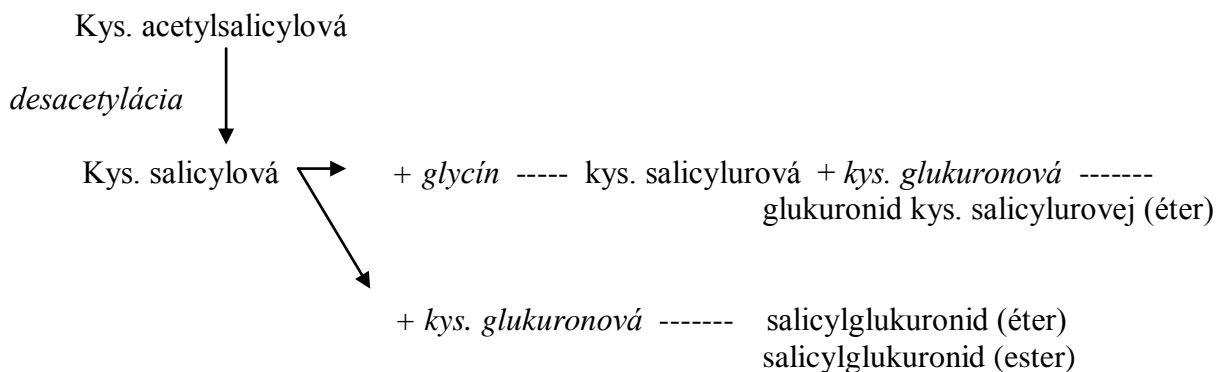 Kys. acetylsalicylová
desacetylácia
Kys. salicylová + glycín ----- kys. salicylurová + kys. glukuronová -------
glukuronid kys. salicylurovej (éter)
+ kys. glukuronová ------- salicylglukuronid (éter)
salicylglukuronid (ester)